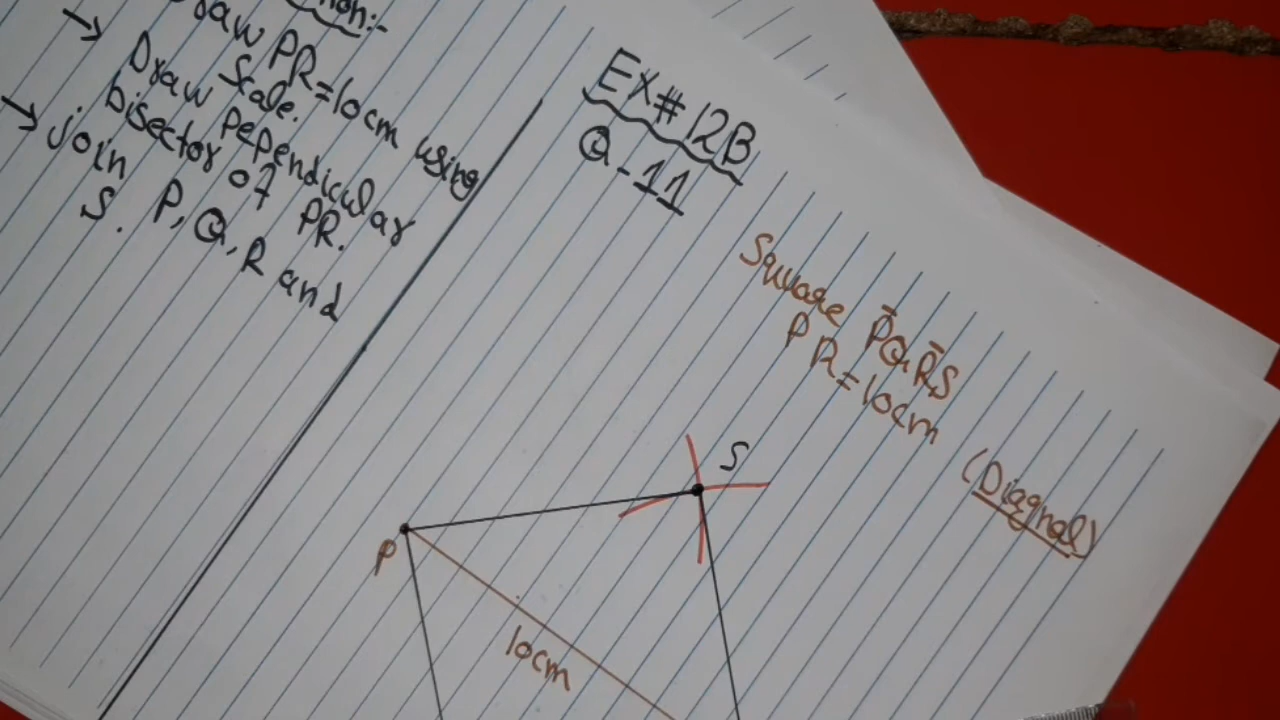 Draw PR=10cm using
Scale.
Draw pependicular
bisector of PR.
join P, Q, R and
S.
EX#12B
Q-11
Square PQRS
PR=10cm (Diagnal)
S
P
10cm